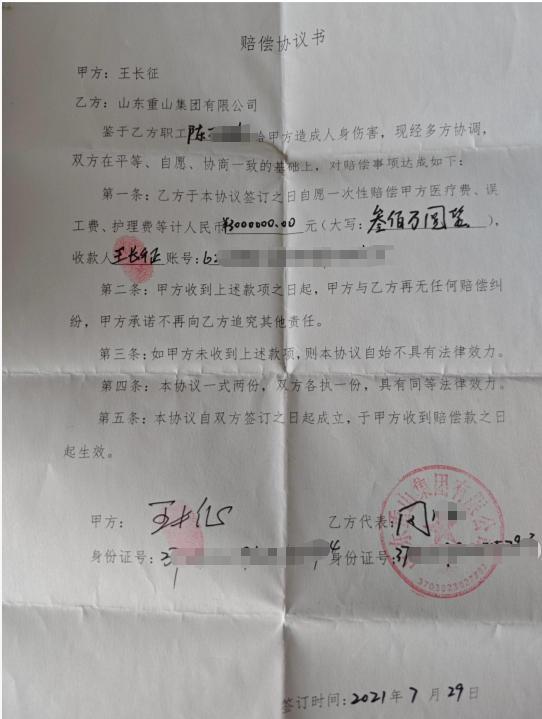 赔偿协议书
甲方：王长征
乙方：山东重山集团有限公司
鉴于乙方职工陈 给甲方造成人身伤害，现经多方协调，
双方在平等、自愿、协商一致的基础上，对赔偿事项达成如下：
第一条：乙方于本协议签订之日自愿一次性赔偿甲方医疗费、误
工费、护理费等计人民币¥3000000.00元（大写：叁佰万圆整），
收款人王长征账号：6
第二条：甲方收到上述款项之日起，甲方与乙方再无任何赔偿纠
纷，甲方承诺不再向乙方追究其他责任。
第三条：如甲方未收到上述款项，则本协议自始不具有法律效力。
第四条：本协议一式两份，双方各执一份，具有同等法律效力。
第五条：本协议自双方签订之日起成立，于甲方收到赔偿款之日
起生效。
甲方：王长征 乙方代表：
身份证号：3 4 身份证号：37
山集团有限公
签订时间：2021年7月29日